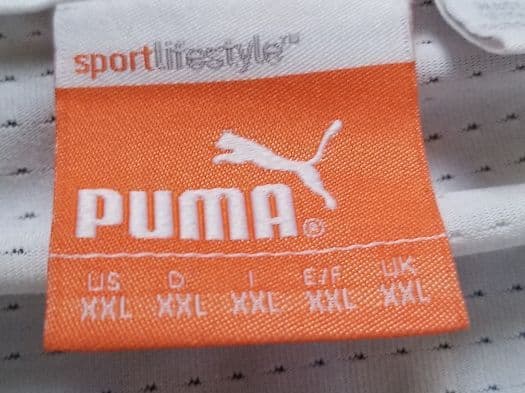 sportlifestyle™
PUMA®
US D I E/F UK
XXL XXL XXL XXL XXL